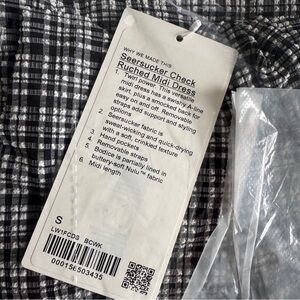 WHY WE MADE THIS
Seersucker Check
Ruched Midi Dress
1. Twirl time. This versatile
midi dress has a swishy A-line
skirt, plus a smocked back for
easy on and off. Removable
straps add support and styling
options
2. Seersucker fabric is
sweat-wicking and quick-drying
with a soft, crinkled texture
3. Hand pockets
4. Removable straps
5. Bodice is partially lined in
buttery-soft Nulu™ fabric
6. Midi length
S
LW1FCDS BCWK
000156503435